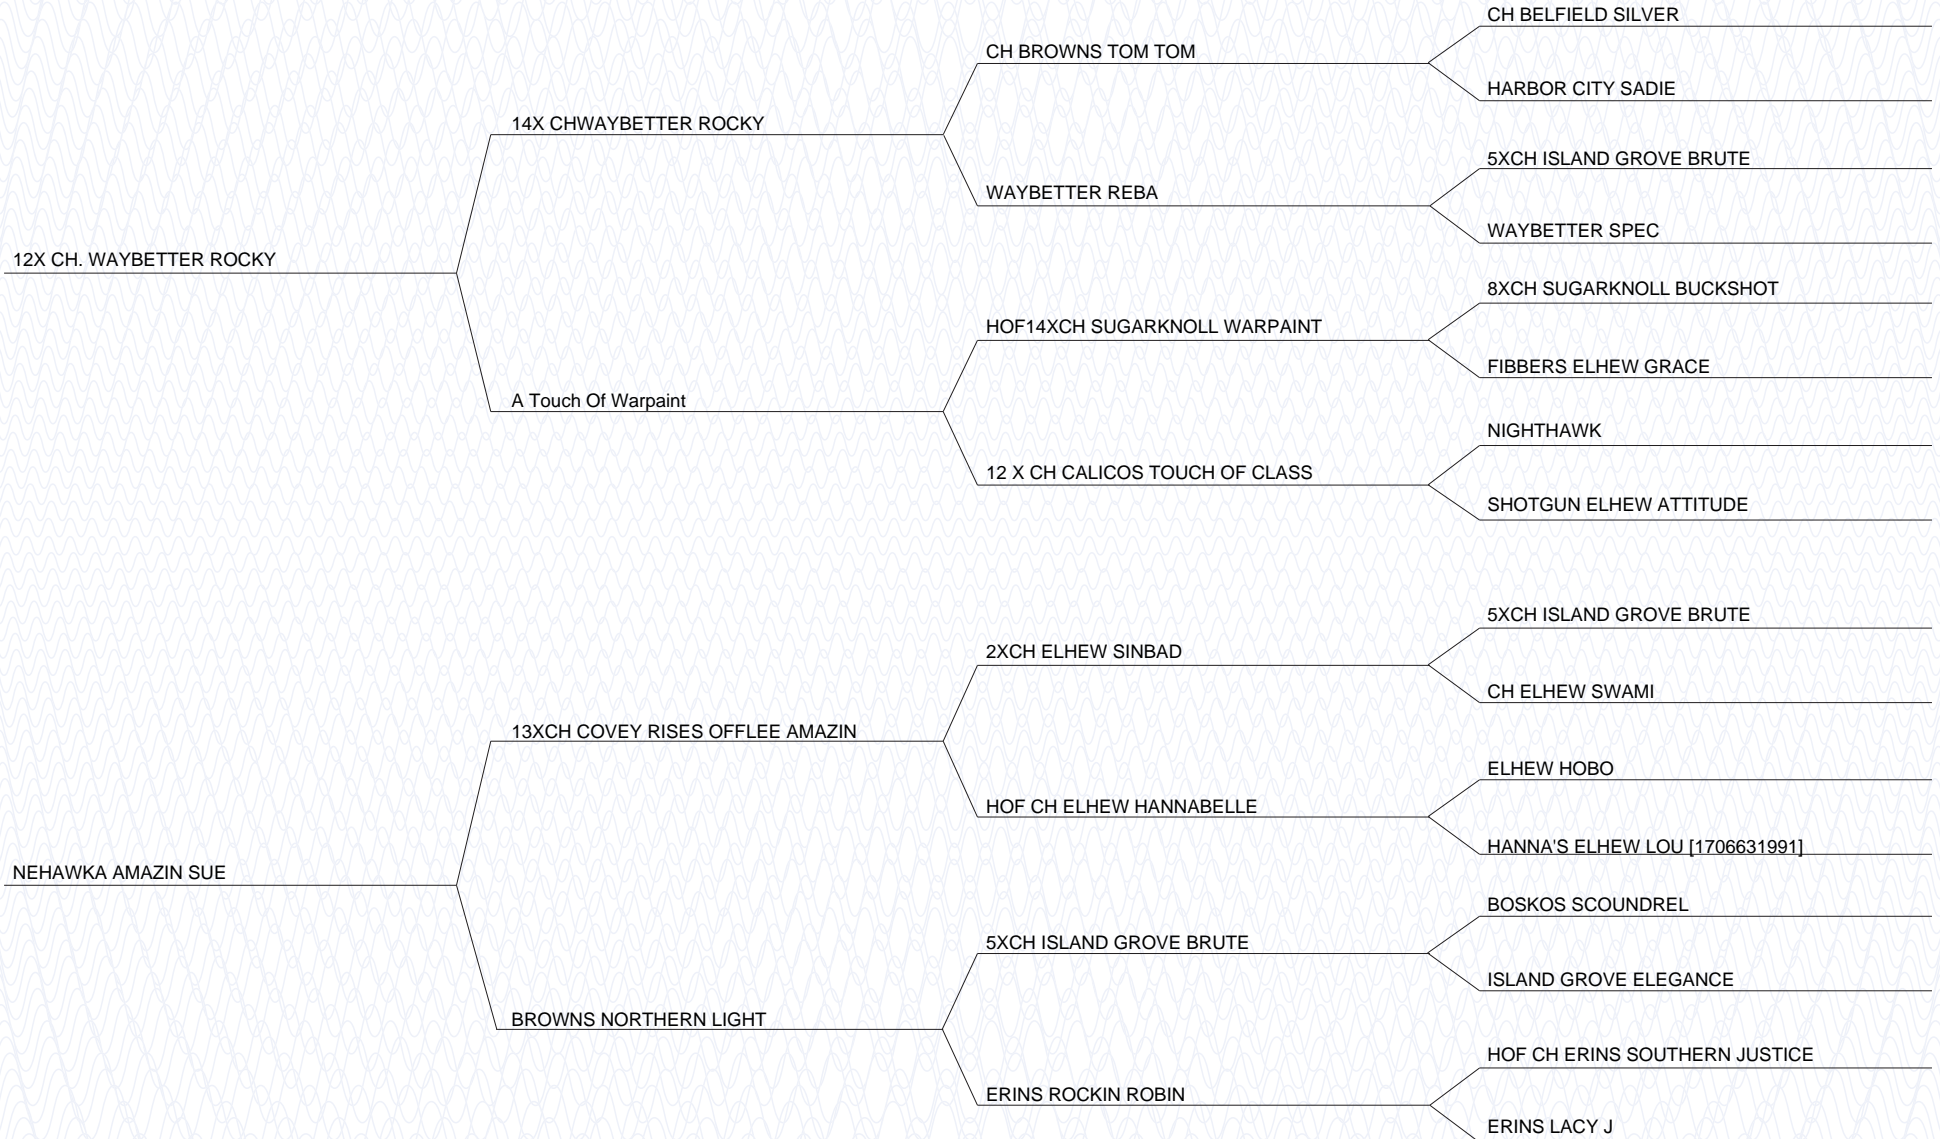 CH BELFIELD SILVER
CH BROWNS TOM TOM
HARBOR CITY SADIE
14X CHWAYBETTER ROCKY
5XCH ISLAND GROVE BRUTE
WAYBETTER REBA
WAYBETTER SPEC
12X CH. WAYBETTER ROCKY
8XCH SUGARKNOLL BUCKSHOT
HOF14XCH SUGARKNOLL WARPAINT
FIBBERS ELHEW GRACE
A Touch Of Warpaint
NIGHTHAWK
12 X CH CALICOS TOUCH OF CLASS
SHOTGUN ELHEW ATTITUDE
5XCH ISLAND GROVE BRUTE
2XCH ELHEW SINBAD
CH ELHEW SWAMI
13XCH COVEY RISES OFFLEE AMAZIN
ELHEW HOBO
HOF CH ELHEW HANNABELLE
HANNA'S ELHEW LOU [1706631991]
NEHAWKA AMAZIN SUE
BOSKOS SCOUNDREL
5XCH ISLAND GROVE BRUTE
ISLAND GROVE ELEGANCE
BROWNS NORTHERN LIGHT
HOF CH ERINS SOUTHERN JUSTICE
ERINS ROCKIN ROBIN
ERINS LACY J